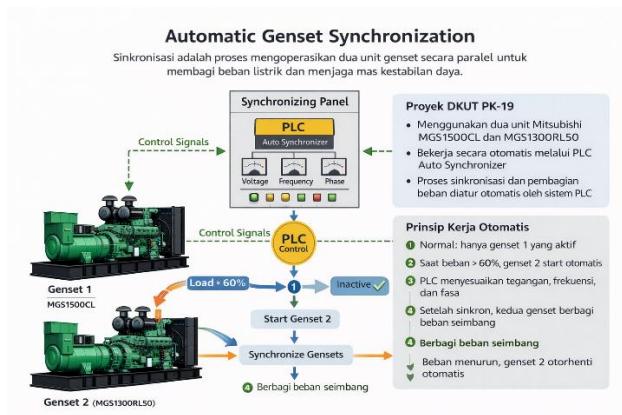 Automatic Genset Synchronization
Sinkronisasi adalah proses mengoperasikan dua unit genset secara paralel untuk
membagi beban listrik dan menjaga mas kestabilan daya.
Synchronizing Panel
PLC
Auto Synchronizer
Voltage
Frequency
Phase
Control Signals
Proyek DKUT PK-19
• Menggunakan dua unit Mitsubishi
MGS1500CL dan MGS1300RL50
• Bekerja secara otomatis melalui PLC
Auto Synchronizer
• Proses sinkronisasi dan pembagian
beban diatur otomatis oleh sistem PLC
Control Signals
PLC
Control
Genset 1
MGS1500CL
Load • 60%
1
Inactive
Start Genset 2
Synchronize Gensets
4 Berbagi beban seimbang
Genset 2 (MGS1300RL50)
Prinsip Kerja Otomatis
1 Normal: hanya genset 1 yang aktif
2 Saat beban > 60%, genset 2 start otomatis
3 PLC menyesuaikan tegangan, frekuensi,
dan fasa
4 Setelah sinkron, kedua genset berbagi
beban seimbang
4 Berbagi beban seimbang
Beban menurun, genset 2 otorhenti
otomatis